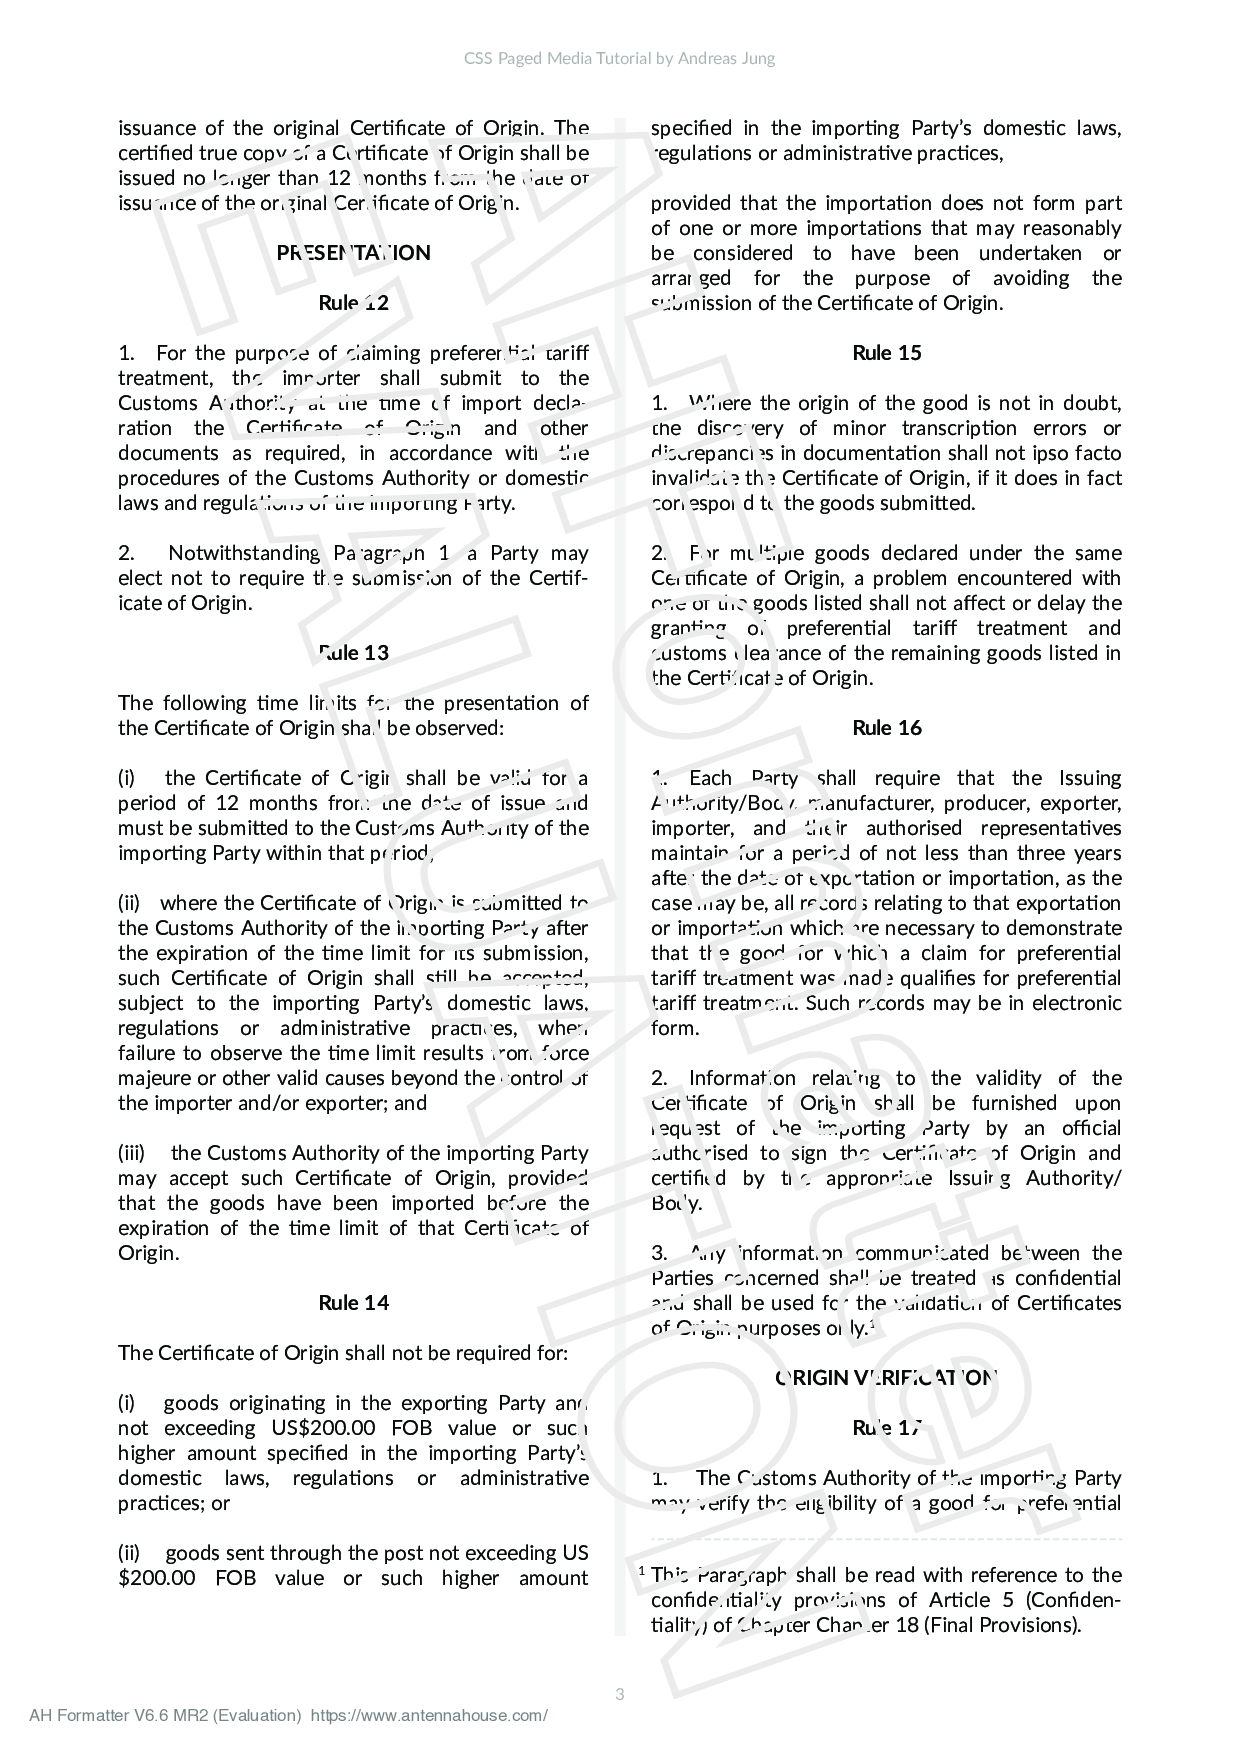 CSS Paged Media Tutorial by Andreas Jung
issuance of the original Certificate of Origin. The
certified true copy of a Certificate of Origin shall be
issued no longer than 12 months from the date of
issuance of the original Certificate of Origin.
PRESENTATION
Rule 12
1. For the purpose of claiming preferential tariff
treatment, the importer shall submit to the
Customs Authority at the time of import decla-
ration the Certificate of Origin and other
documents as required, in accordance with the
procedures of the Customs Authority or domestic
laws and regulations of the importing Party.
2. Notwithstanding Paragraph 1 a Party may
elect not to require the submission of the Certif-
icate of Origin.
Rule 13
The following time limits for the presentation of
the Certificate of Origin shall be observed:
(i) the Certificate of Origin shall be valid for a
period of 12 months from the date of issue and
must be submitted to the Customs Authority of the
importing Party within that period;
(ii) where the Certificate of Origin is submitted to
the Customs Authority of the importing Party after
the expiration of the time limit for its submission,
such Certificate of Origin shall still be accepted,
subject to the importing Party's domestic laws,
regulations or administrative practices, when
failure to observe the time limit results from force
majeure or other valid causes beyond the control of
the importer and/or exporter; and
(iii) the Customs Authority of the importing Party
may accept such Certificate of Origin, provided
that the goods have been imported before the
expiration of the time limit of that Certificate of
Origin.
Rule 14
The Certificate of Origin shall not be required for:
(i) goods originating in the exporting Party and
not exceeding US$200.00 FOB value or such
higher amount specified in the importing Party's
domestic laws, regulations or administrative
practices; or
(ii) goods sent through the post not exceeding US
$200.00 FOB value or such higher amount
specified in the importing Party's domestic laws,
regulations or administrative practices,
provided that the importation does not form part
of one or more importations that may reasonably
be considered to have been undertaken or
arranged for the purpose of avoiding the
submission of the Certificate of Origin.
Rule 15
1. Where the origin of the good is not in doubt,
the discovery of minor transcription errors or
discrepancies in documentation shall not ipso facto
invalidate the Certificate of Origin, if it does in fact
correspond to the goods submitted.
2. For multiple goods declared under the same
Certificate of Origin, a problem encountered with
one of the goods listed shall not affect or delay the
granting of preferential tariff treatment and
customs clearance of the remaining goods listed in
the Certificate of Origin.
Rule 16
1. Each Party shall require that the Issuing
Authority/Body, manufacturer, producer, exporter,
importer, and their authorised representatives
maintain for a period of not less than three years
after the date of exportation or importation, as the
case may be, all records relating to that exportation
or importation which are necessary to demonstrate
that the good for which a claim for preferential
tariff treatment was made qualifies for preferential
tariff treatment. Such records may be in electronic
form.
2. Information relating to the validity of the
Certificate of Origin shall be furnished upon
request of the importing Party by an official
authorised to sign the Certificate of Origin and
certified by the appropriate Issuing Authority/
Body.
3. Any information communicated between the
Parties concerned shall be treated as confidential
and shall be used for the validation of Certificates
of Origin purposes only.¹
ORIGIN VERIFICATION
Rule 17
1. The Customs Authority of the importing Party
may verify the eligibility of a good for preferential
¹ This Paragraph shall be read with reference to the
confidentiality provisions of Article 5 (Confiden-
tiality) of Chapter Chapter 18 (Final Provisions).
3
AH Formatter V6.6 MR2 (Evaluation) https://www.antennahouse.com/
AH Formatter
EVALUATION